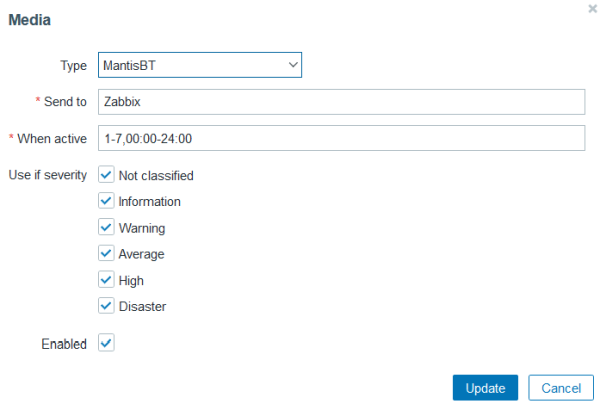 Media
Type MantisBT
* Send to Zabbix
* When active 1-7,00:00-24:00
Use if severity Not classified
Information
Warning
Average
High
Disaster
Enabled
Update Cancel